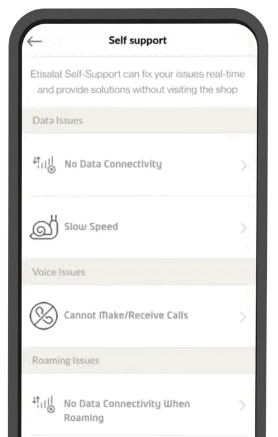 Self support
Etisalat Self-Support can fix your issues real-time
and provide solutions without visiting the shop
Data Issues
No Data Connectivity
Slow Speed
Voice Issues
Cannot Make/Receive Calls
Roaming Issues
No Data Connectivity When
Roaming